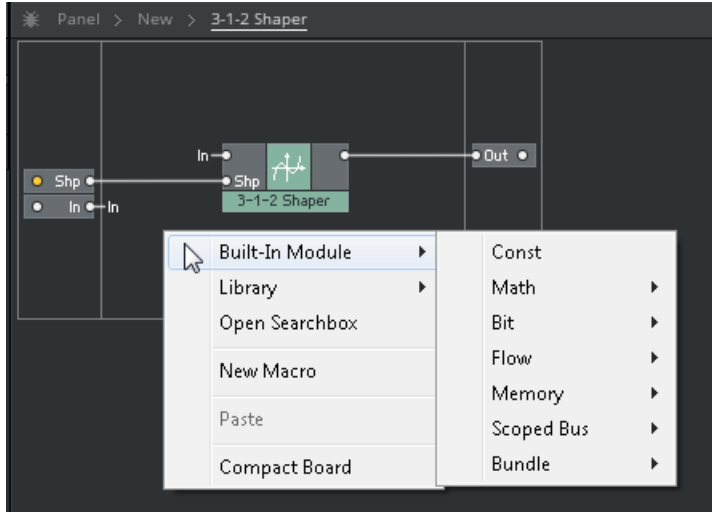 Panel > New > 3-1-2 Shaper
In
Out
Shp
Shp
In
In
3-1-2 Shaper
Built-In Module
Library
Open Searchbox
New Macro
Paste
Compact Board
Const
Math
Bit
Flow
Memory
Scoped Bus
Bundle